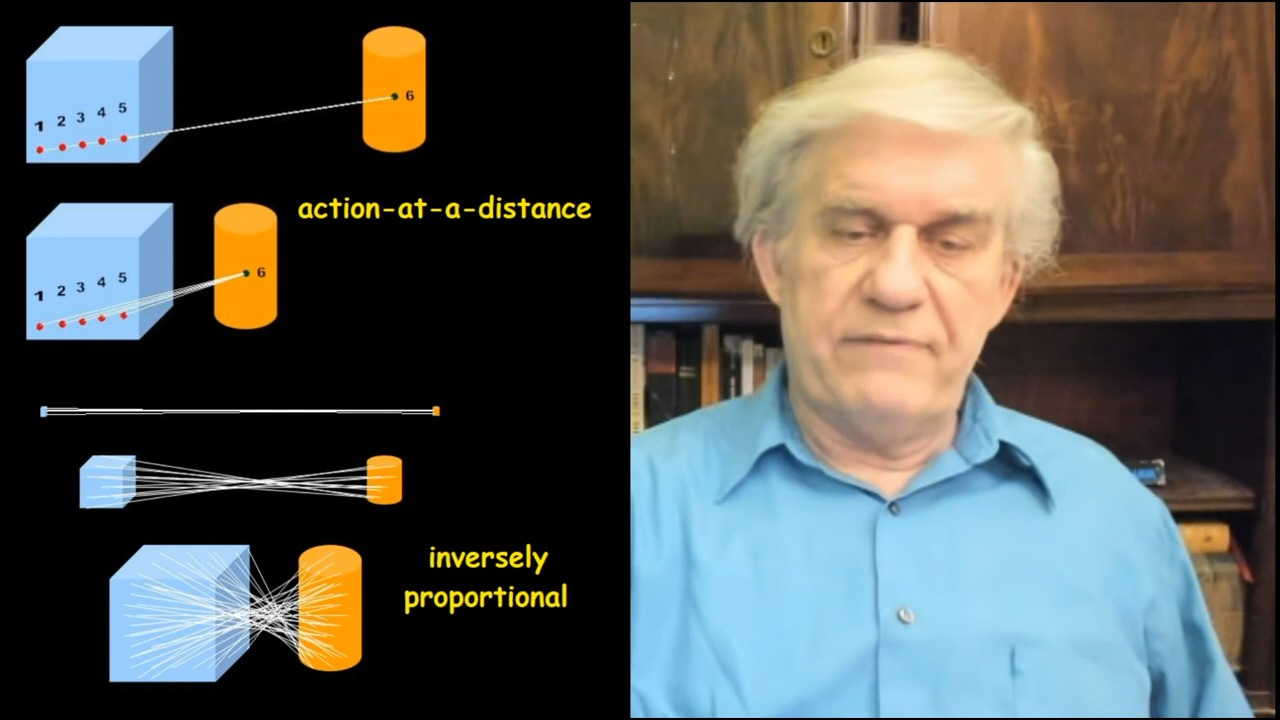 1 2 3 4 5
6
action-at-a-distance
1 2 3 4 5
6
inversely
proportional